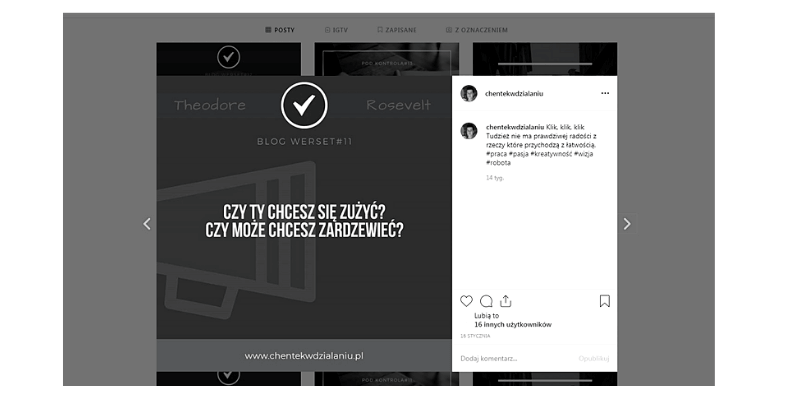 POSTY IGTV ZAPISANE Z OZNACZENIEM
Theodore Rosevelt
BLOG WERSET#11
CZY TY CHCESZ SIĘ ZUŻYĆ?
CZY MOŻE CHCESZ ZARDZEWIEĆ?
www.chentekwdzialaniu.pl
chentekwdzialaniu
chentekwdzialaniu Klik, klik, klik
Tudzież nie ma prawdziwej radości z
rzeczy które przychodzą z łatwością.
#praca #pasja #kreatywność #wizja
#robota
14 tyg.
Lubią to
16 innych użytkowników
16 STYCZNIA
Dodaj komentarz...
Opublikuj